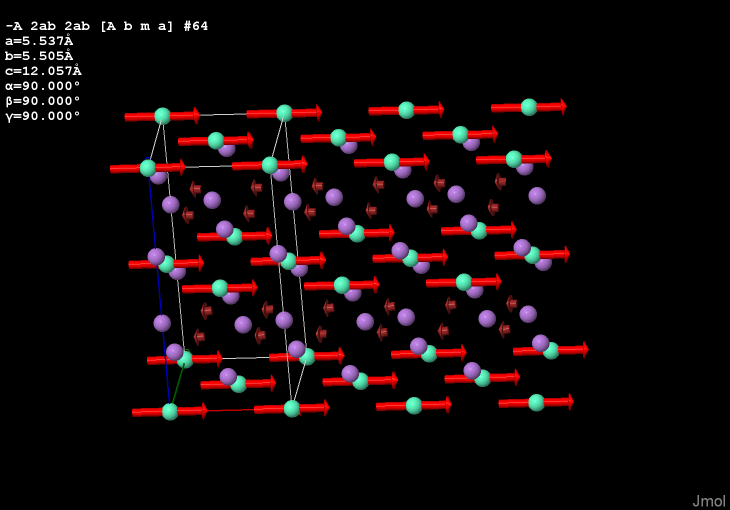 -A 2ab 2ab [A b m a] #64
a=5.537Å
b=5.505Å
c=12.057Å
α=90.000°
β=90.000°
γ=90.000°
Jmol